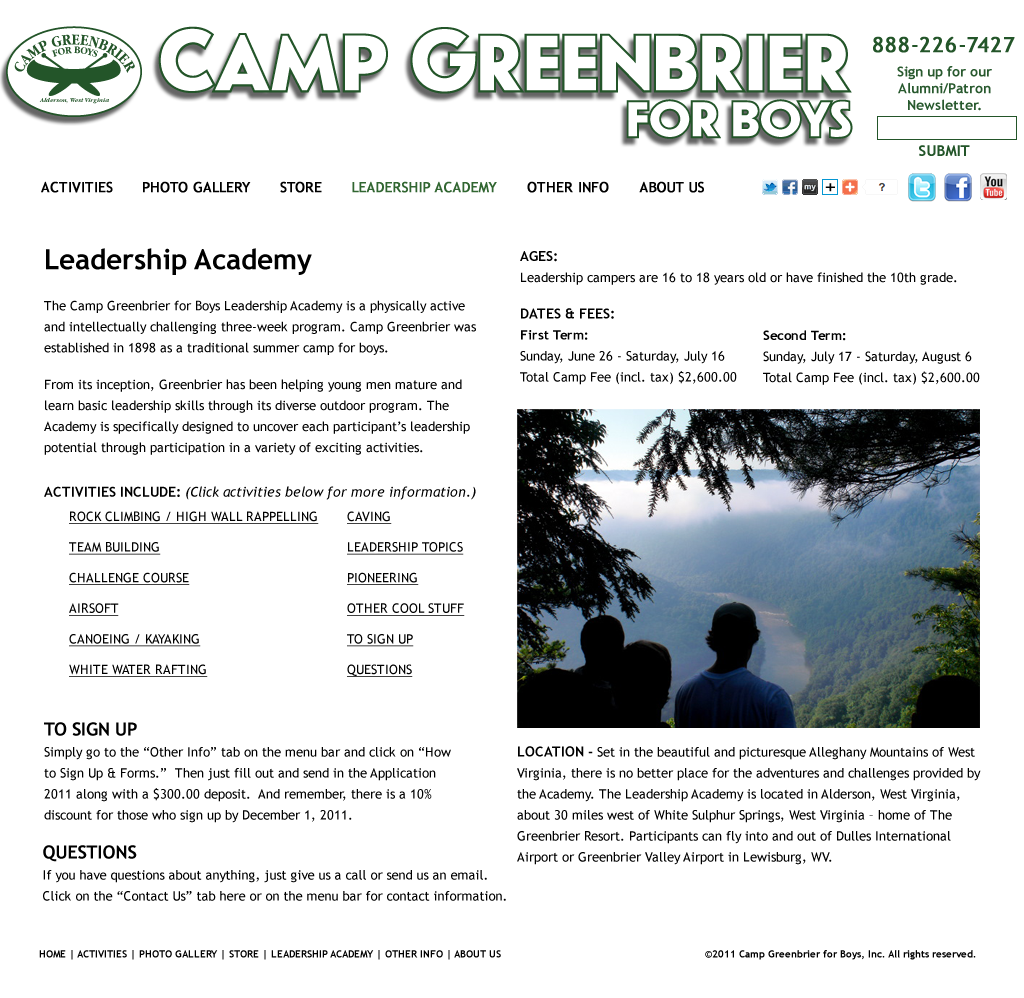 CAMP GREENBRIER
FOR BOYS
Alderson, West Virginia
CAMP GREENBRIER
FOR BOYS
888-226-7427
Sign up for our
Alumni/Patron
Newsletter.
SUBMIT
ACTIVITIES PHOTO GALLERY STORE LEADERSHIP ACADEMY OTHER INFO ABOUT US my + + ? t f You Tube
Leadership Academy
The Camp Greenbrier for Boys Leadership Academy is a physically active
and intellectually challenging three-week program. Camp Greenbrier was
established in 1898 as a traditional summer camp for boys.
From its inception, Greenbrier has been helping young men mature and
learn basic leadership skills through its diverse outdoor program. The
Academy is specifically designed to uncover each participant’s leadership
potential through participation in a variety of exciting activities.
ACTIVITIES INCLUDE: (Click activities below for more information.)
ROCK CLIMBING / HIGH WALL RAPPELLING CAVING
TEAM BUILDING LEADERSHIP TOPICS
CHALLENGE COURSE PIONEERING
AIRSOFT OTHER COOL STUFF
CANOEING / KAYAKING TO SIGN UP
WHITE WATER RAFTING QUESTIONS
TO SIGN UP
Simply go to the “Other Info” tab on the menu bar and click on “How
to Sign Up & Forms.”  Then just fill out and send in the Application
2011 along with a $300.00 deposit.  And remember, there is a 10%
discount for those who sign up by December 1, 2011.
QUESTIONS
If you have questions about anything, just give us a call or send us an email.
Click on the “Contact Us” tab here or on the menu bar for contact information.
AGES:
Leadership campers are 16 to 18 years old or have finished the 10th grade.
DATES & FEES:
First Term: Second Term:
Sunday, June 26 - Saturday, July 16 Sunday, July 17 - Saturday, August 6
Total Camp Fee (incl. tax) $2,600.00 Total Camp Fee (incl. tax) $2,600.00
LOCATION - Set in the beautiful and picturesque Alleghany Mountains of West
Virginia, there is no better place for the adventures and challenges provided by
the Academy. The Leadership Academy is located in Alderson, West Virginia,
about 30 miles west of White Sulphur Springs, West Virginia – home of The
Greenbrier Resort. Participants can fly into and out of Dulles International
Airport or Greenbrier Valley Airport in Lewisburg, WV.
HOME | ACTIVITIES | PHOTO GALLERY | STORE | LEADERSHIP ACADEMY | OTHER INFO | ABOUT US
©2011 Camp Greenbrier for Boys, Inc. All rights reserved.